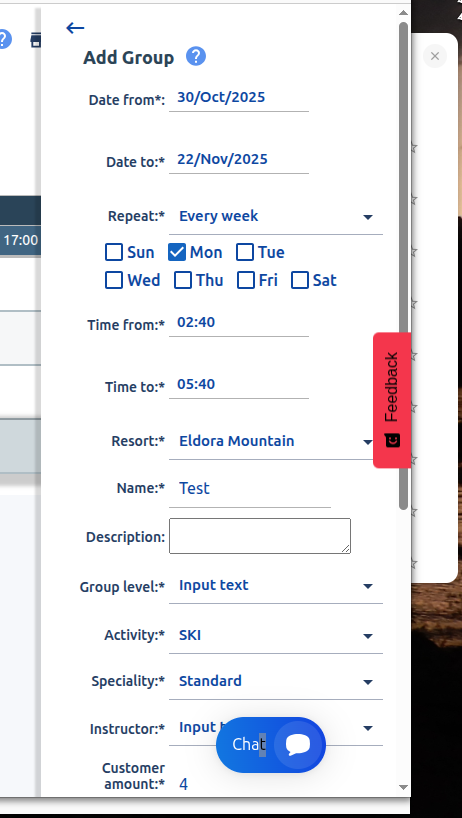 ?
Add Group ?
Date from*: 30/Oct/2025
Date to:* 22/Nov/2025
Repeat:* Every week
17:00
Sun Mon Tue
Wed Thu Fri Sat
Time from:* 02:40
Time to:* 05:40
Feedback
Resort:* Eldora Mountain
Name:* Test
Description:
Group level:* Input text
Activity:* SKI
Speciality:* Standard
Instructor:* Input
Chat
Customer
amount:* 4